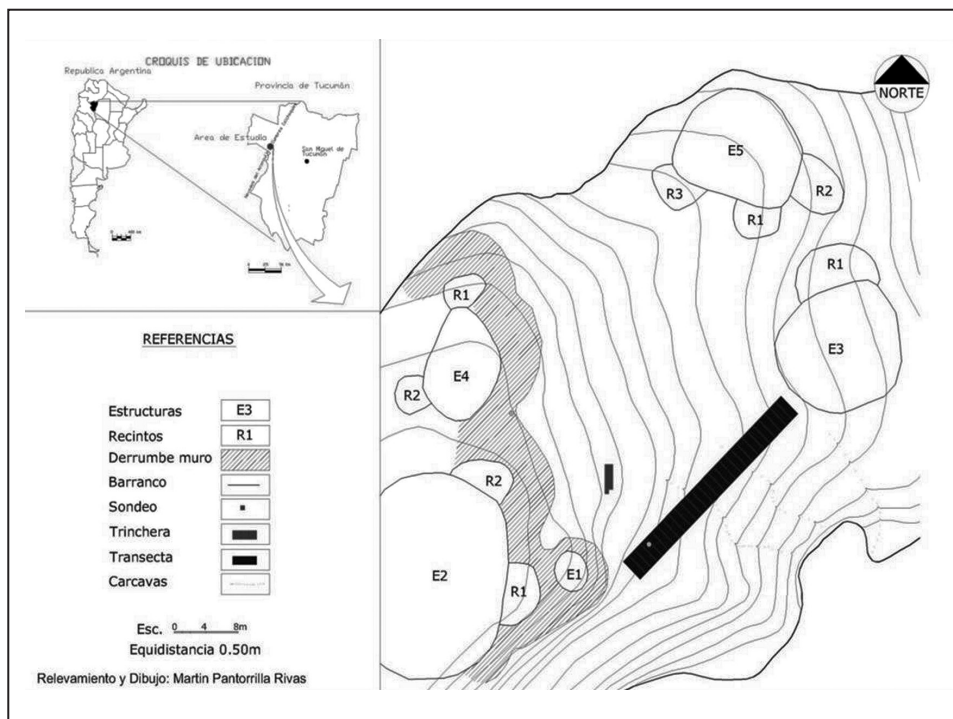 CROQUIS DE UBICACION
Republica Argentina
Provincia de Tucumán
Area de Estudio
San Miguel de
Tucumán
NORTE
E5
R3
R2
R1
R1
E3
R1
E4
R2
R2
E2
R1
E1
REFERENCIAS
Estructuras E3
Recintos R1
Derrumbe muro
Barranco
Sondeo
Trinchera
Transecta
Carcavas
Esc. 0 4 8m
Equidistancia 0.50m
Relevamiento y Dibujo: Martin Pantorrilla Rivas